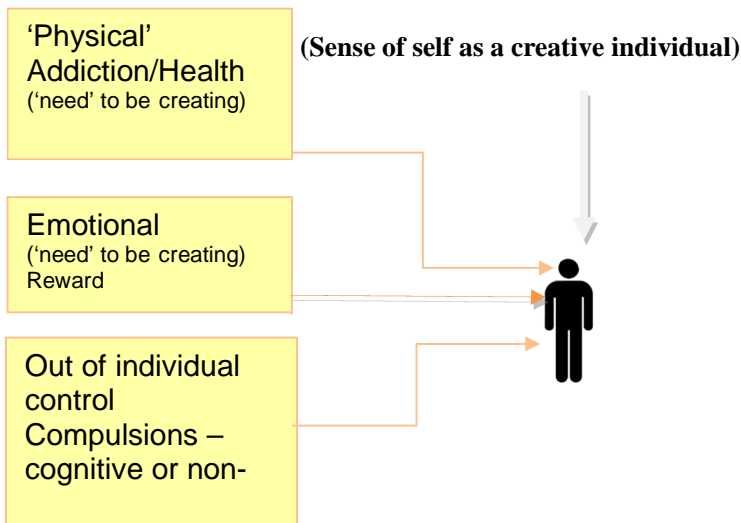 ‘Physical’
Addiction/Health
(‘need’ to be creating)
(Sense of self as a creative individual)
Emotional
(‘need’ to be creating)
Reward
Out of individual
control
Compulsions –
cognitive or non-